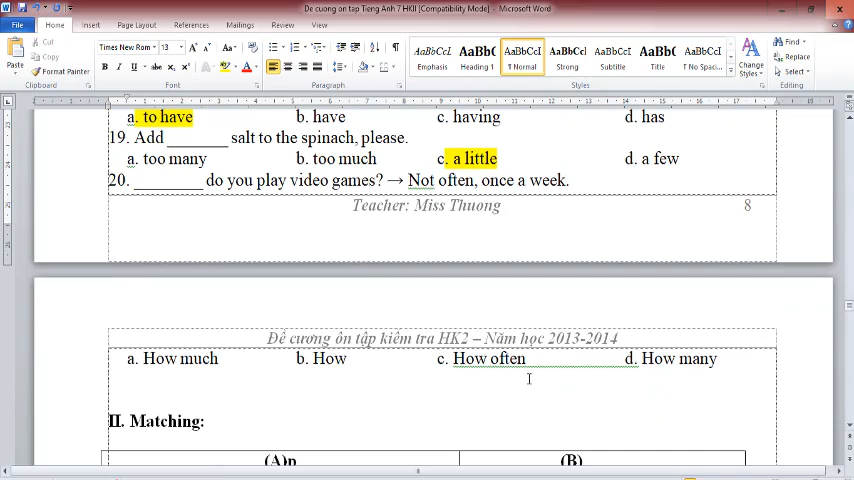 De cuong on tap Tieng Anh 7 HKII [Compatibility Mode] - Microsoft Word
File Home Insert Page Layout References Mailings Review View
Cut
Copy
Format Painter
Paste
Clipboard
Times New Rom 13
Font
Paragraph
AaBbCcI AaBbC AaBbCcI AaBbCc AaBbCcI AaBb AaBbCcI
Emphasis Heading 1 ¶ Normal Strong Subtitle Title ¶ No Spaci...
Change Styles
Styles
Find
Replace
Select
Editing
a. to have b. have c. having d. has
19. Add _______ salt to the spinach, please.
a. too many b. too much c. a little d. a few
20. ________ do you play video games? → Not often, once a week.
Teacher: Miss Thuong 8
Đề cương ôn tập kiểm tra HK2 – Năm học 2013-2014
a. How much b. How c. How often d. How many
II. Matching:
(A)p (B)